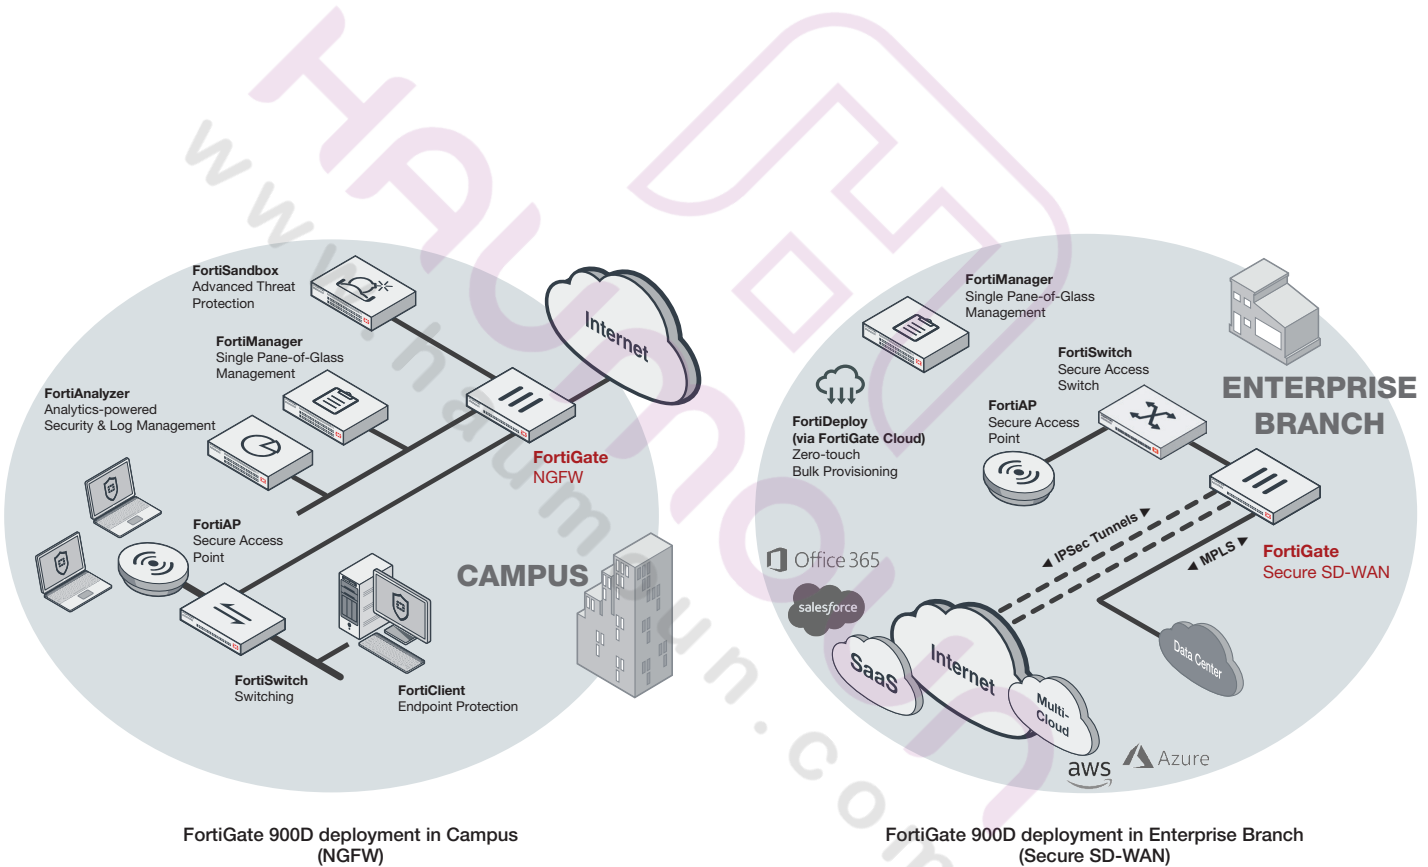 FortiSandbox
Advanced Threat
Protection
FortiManager
Single Pane-of-Glass
Management
FortiAnalyzer
Analytics-powered
Security & Log Management
Internet
FortiGate
NGFW
FortiAP
Secure Access
Point
CAMPUS
FortiSwitch
Switching
FortiClient
Endpoint Protection
FortiGate 900D deployment in Campus
(NGFW)
FortiManager
Single Pane-of-Glass
Management
FortiSwitch
Secure Access
Switch
ENTERPRISE
BRANCH
FortiDeploy
(via FortiGate Cloud)
Zero-touch
Bulk Provisioning
FortiAP
Secure Access
Point
IPSec Tunnels
MPLS
FortiGate
Secure SD-WAN
Office 365
salesforce
SaaS
Internet
Multi-
Cloud
Data Center
aws
Azure
FortiGate 900D deployment in Enterprise Branch
(Secure SD-WAN)
HAUMOUN
www.haumoun.com